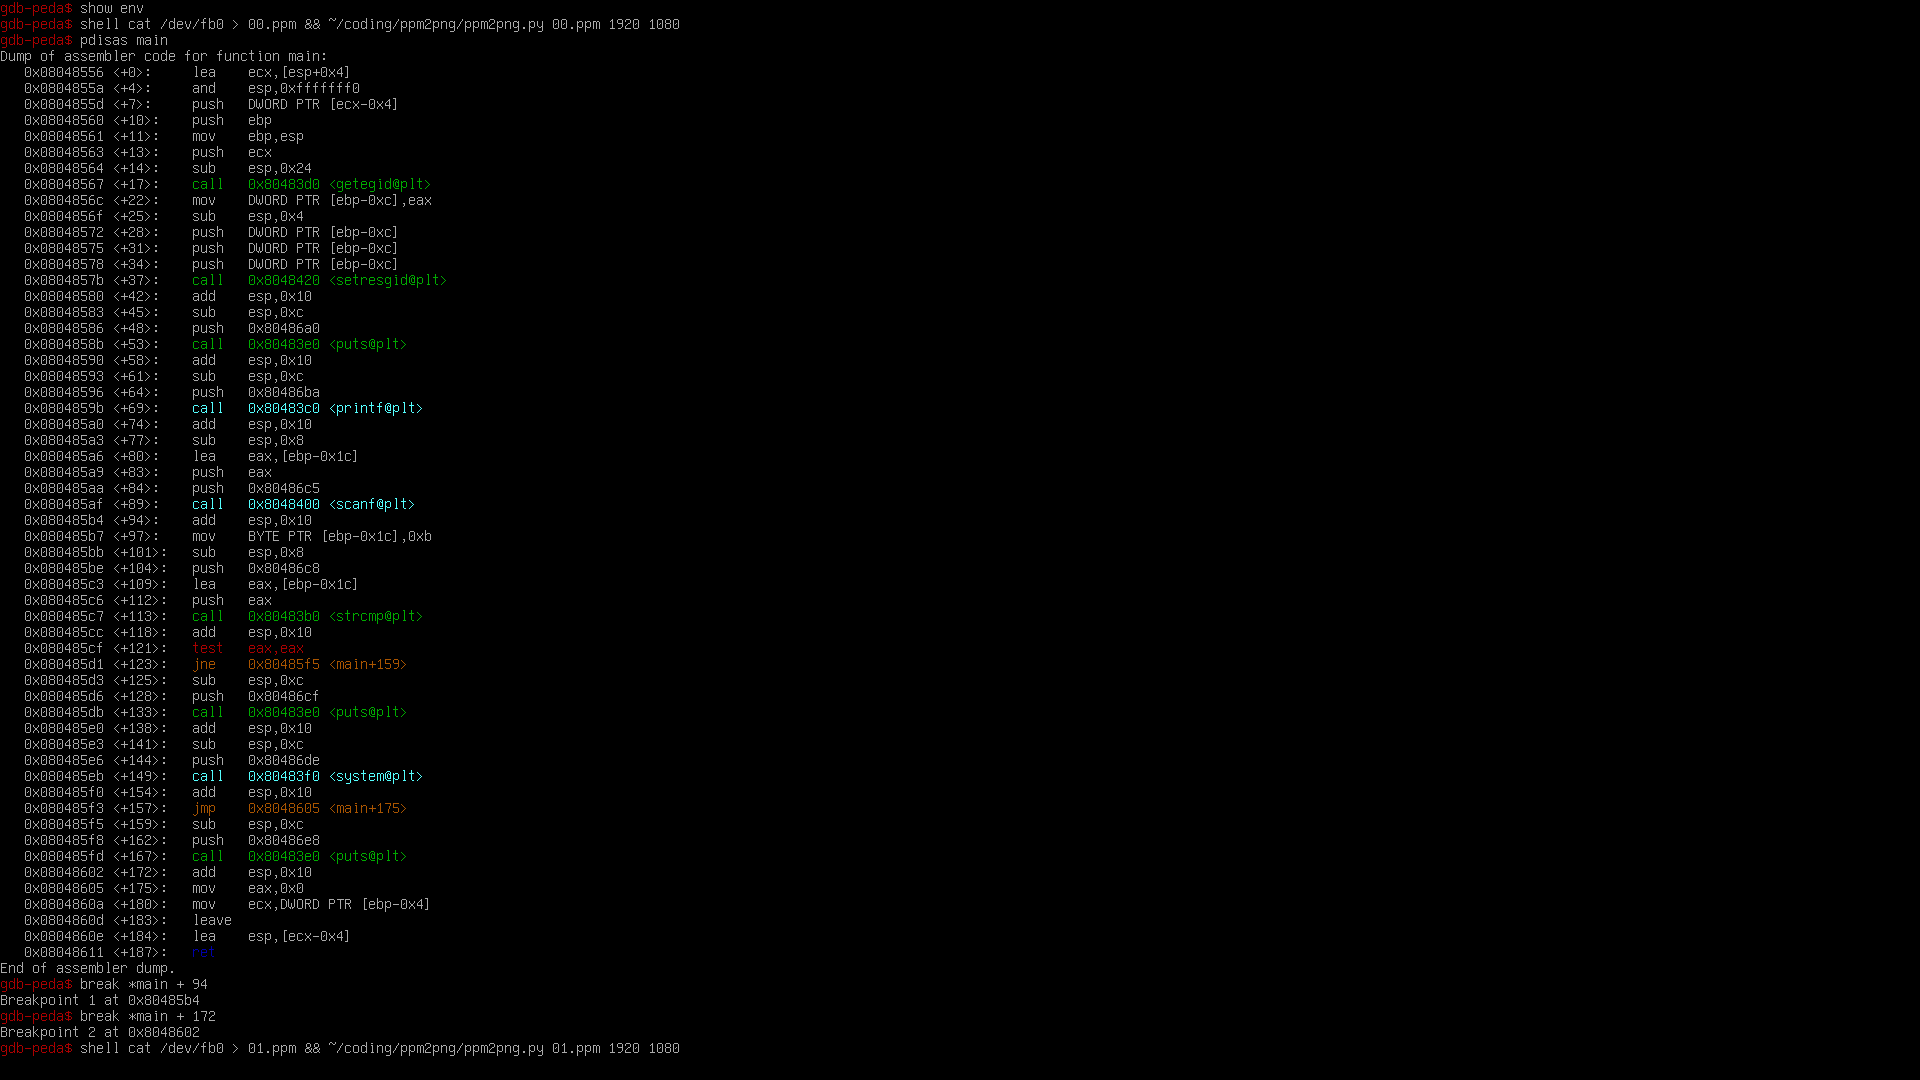 gdb-peda$ show env
gdb-peda$ shell cat /dev/fb0 > 00.ppm && ~/coding/ppm2png/ppm2png.py 00.ppm 1920 1080
gdb-peda$ pdisas main
Dump of assembler code for function main:
   0x08048556 <+0>:     lea    ecx,[esp+0x4]
   0x0804855a <+4>:     and    esp,0xfffffff0
   0x0804855d <+7>:     push   DWORD PTR [ecx-0x4]
   0x08048560 <+10>:    push   ebp
   0x08048561 <+11>:    mov    ebp,esp
   0x08048563 <+13>:    push   ecx
   0x08048564 <+14>:    sub    esp,0x24
   0x08048567 <+17>:    call   0x80483d0 <getegid@plt>
   0x0804856c <+22>:    mov    DWORD PTR [ebp-0xc],eax
   0x0804856f <+25>:    sub    esp,0x4
   0x08048572 <+28>:    push   DWORD PTR [ebp-0xc]
   0x08048575 <+31>:    push   DWORD PTR [ebp-0xc]
   0x08048578 <+34>:    push   DWORD PTR [ebp-0xc]
   0x0804857b <+37>:    call   0x8048420 <setresgid@plt>
   0x08048580 <+42>:    add    esp,0x10
   0x08048583 <+45>:    sub    esp,0xc
   0x08048586 <+48>:    push   0x80486a0
   0x0804858b <+53>:    call   0x80483e0 <puts@plt>
   0x08048590 <+58>:    add    esp,0x10
   0x08048593 <+61>:    sub    esp,0xc
   0x08048596 <+64>:    push   0x80486ba
   0x0804859b <+69>:    call   0x80483c0 <printf@plt>
   0x080485a0 <+74>:    add    esp,0x10
   0x080485a3 <+77>:    sub    esp,0x8
   0x080485a6 <+80>:    lea    eax,[ebp-0x1c]
   0x080485a9 <+83>:    push   eax
   0x080485aa <+84>:    push   0x80486c5
   0x080485af <+89>:    call   0x8048400 <scanf@plt>
   0x080485b4 <+94>:    add    esp,0x10
   0x080485b7 <+97>:    mov    BYTE PTR [ebp-0x1c],0xb
   0x080485bb <+101>:   sub    esp,0x8
   0x080485be <+104>:   push   0x80486c8
   0x080485c3 <+109>:   lea    eax,[ebp-0x1c]
   0x080485c6 <+112>:   push   eax
   0x080485c7 <+113>:   call   0x80483b0 <strcmp@plt>
   0x080485cc <+118>:   add    esp,0x10
   0x080485cf <+121>:   test   eax,eax
   0x080485d1 <+123>:   jne    0x80485f5 <main+159>
   0x080485d3 <+125>:   sub    esp,0xc
   0x080485d6 <+128>:   push   0x80486cf
   0x080485db <+133>:   call   0x80483e0 <puts@plt>
   0x080485e0 <+138>:   add    esp,0x10
   0x080485e3 <+141>:   sub    esp,0xc
   0x080485e6 <+144>:   push   0x80486de
   0x080485eb <+149>:   call   0x80483f0 <system@plt>
   0x080485f0 <+154>:   add    esp,0x10
   0x080485f3 <+157>:   jmp    0x8048605 <main+175>
   0x080485f5 <+159>:   sub    esp,0xc
   0x080485f8 <+162>:   push   0x80486e8
   0x080485fd <+167>:   call   0x80483e0 <puts@plt>
   0x08048602 <+172>:   add    esp,0x10
   0x08048605 <+175>:   mov    eax,0x0
   0x0804860a <+180>:   mov    ecx,DWORD PTR [ebp-0x4]
   0x0804860d <+183>:   leave
   0x0804860e <+184>:   lea    esp,[ecx-0x4]
   0x08048611 <+187>:   ret
End of assembler dump.
gdb-peda$ break *main + 94
Breakpoint 1 at 0x80485b4
gdb-peda$ break *main + 172
Breakpoint 2 at 0x8048602
gdb-peda$ shell cat /dev/fb0 > 01.ppm && ~/coding/ppm2png/ppm2png.py 01.ppm 1920 1080